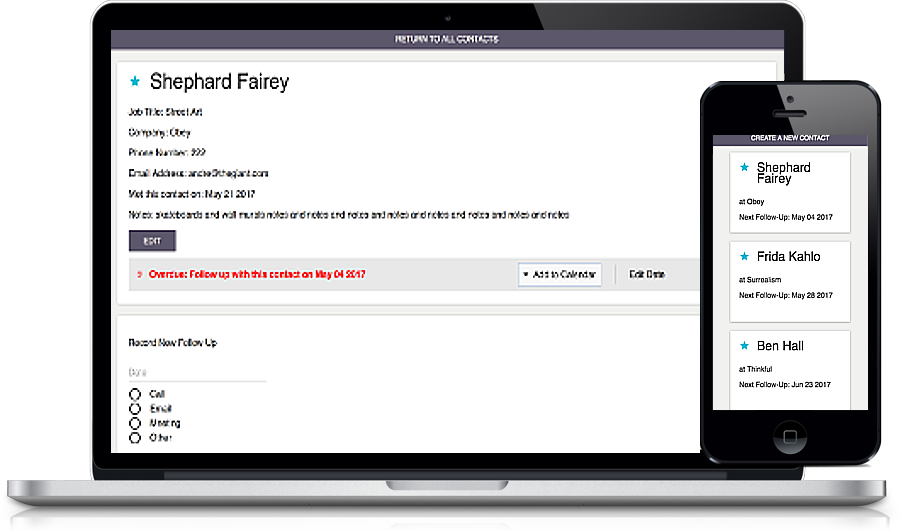 RETURN TO ALL CONTACTS
Shephard Fairey
Job Title: Street Art
Company: Obey
Phone Number: 222
Email Address: andre@thegiant.com
Met this contact on: May 21 2017
Notes: skateboards and wall murals notes and notes and notes and notes and notes and notes and notes and notes
EDIT
Overdue: Follow up with this contact on May 04 2017
Add to Calendar
Edit Date
Record New Follow Up
Date
Call
Email
Meeting
Other
CREATE A NEW CONTACT
Shephard
Fairey
at Obey
Next Follow-Up: May 04 2017
Frida Kahlo
at Surrealism
Next Follow-Up: May 28 2017
Ben Hall
at Thinkful
Next Follow-Up: Jun 23 2017